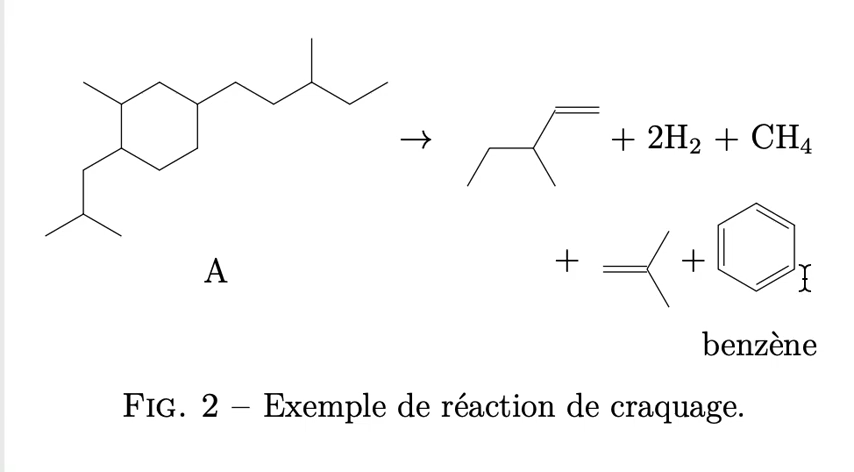 → + 2H₂ + CH₄
A + +
benzène
FIG. 2 – Exemple de réaction de craquage.